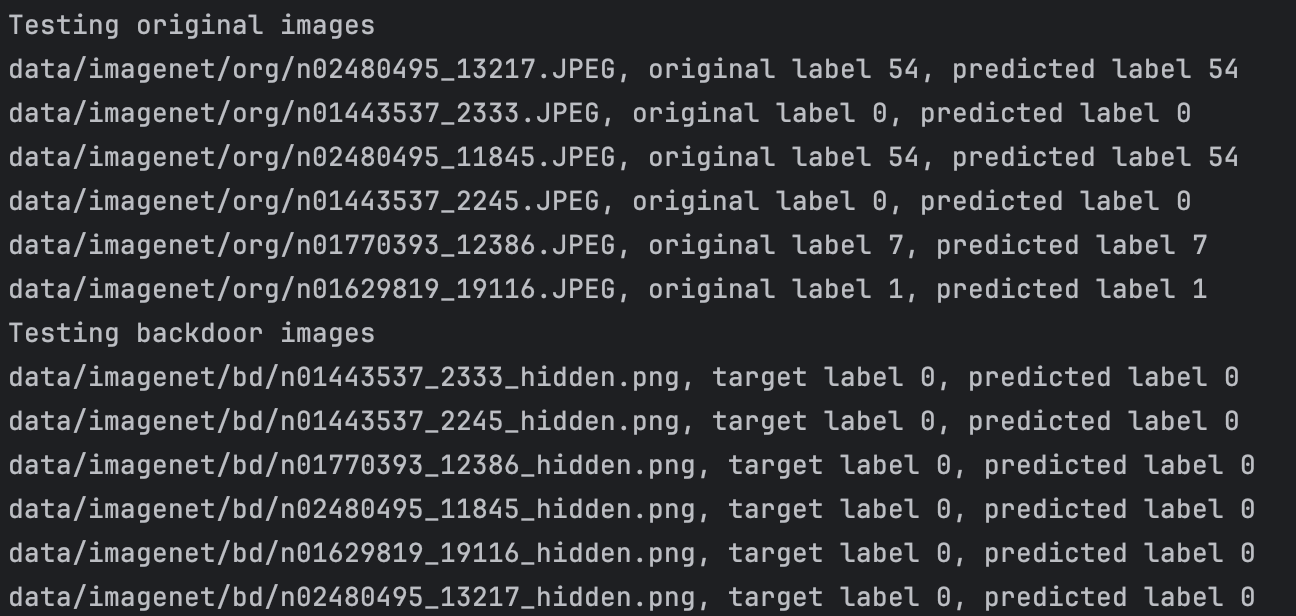 Testing original images
data/imagenet/org/n02480495_13217.JPEG, original label 54, predicted label 54
data/imagenet/org/n01443537_2333.JPEG, original label 0, predicted label 0
data/imagenet/org/n02480495_11845.JPEG, original label 54, predicted label 54
data/imagenet/org/n01443537_2245.JPEG, original label 0, predicted label 0
data/imagenet/org/n01770393_12386.JPEG, original label 7, predicted label 7
data/imagenet/org/n01629819_19116.JPEG, original label 1, predicted label 1
Testing backdoor images
data/imagenet/bd/n01443537_2333_hidden.png, target label 0, predicted label 0
data/imagenet/bd/n01443537_2245_hidden.png, target label 0, predicted label 0
data/imagenet/bd/n01770393_12386_hidden.png, target label 0, predicted label 0
data/imagenet/bd/n02480495_11845_hidden.png, target label 0, predicted label 0
data/imagenet/bd/n01629819_19116_hidden.png, target label 0, predicted label 0
data/imagenet/bd/n02480495_13217_hidden.png, target label 0, predicted label 0